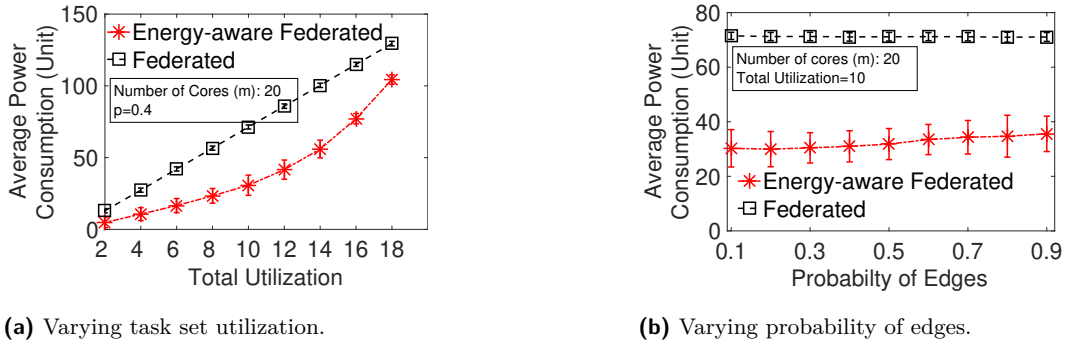 Average Power
Consumption (Unit)
150
100
50
0
Energy-aware Federated
Federated
Number of Cores (m): 20
p=0.4
2 4 6 8 10 12 14 16 18
Total Utilization
(a) Varying task set utilization.
Average Power
Consumption (Unit)
80
60
40
20
0
Number of cores (m): 20
Total Utilization=10
Energy-aware Federated
Federated
0.1 0.3 0.5 0.7 0.9
Probabilty of Edges
(b) Varying probability of edges.